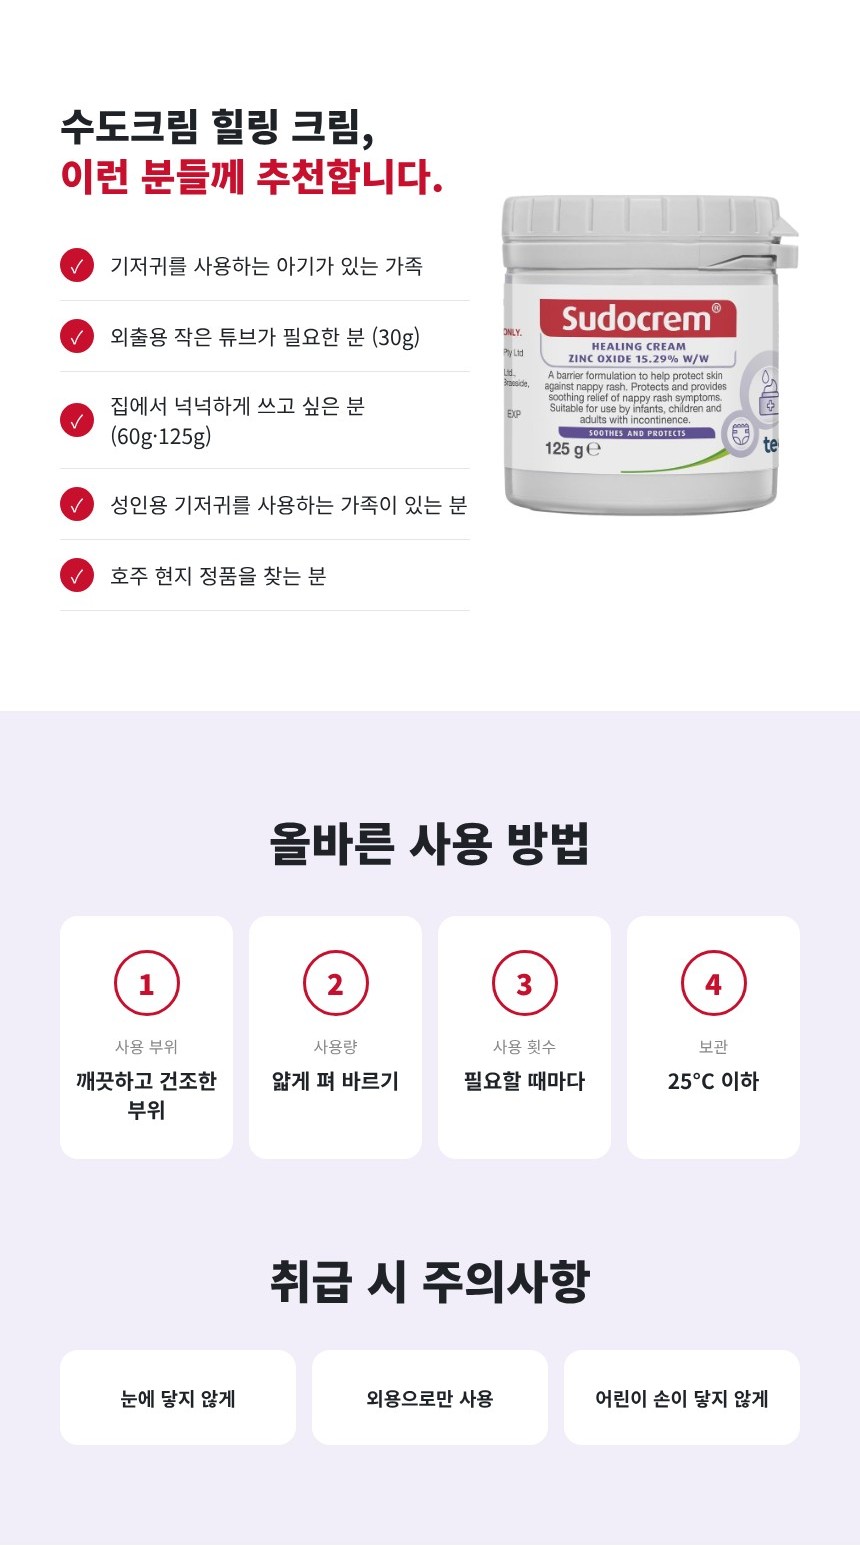 수도크림 힐링 크림,
이런 분들께 추천합니다.
기저귀를 사용하는 아기가 있는 가족
외출용 작은 튜브가 필요한 분 (30g)
집에서 넉넉하게 쓰고 싶은 분
(60g·125g)
성인용 기저귀를 사용하는 가족이 있는 분
호주 현지 정품을 찾는 분
Sudocrem®
HEALING CREAM
ZINC OXIDE 15.29% W/W
A barrier formulation to help protect skin
against nappy rash. Protects and provides
soothing relief of nappy rash symptoms.
Suitable for use by infants, children and
adults with incontinence.
SOOTHES AND PROTECTS
125 g℮
ONLY.
Pty Ltd
Ltd.,
EXP
올바른 사용 방법
1
사용 부위
깨끗하고 건조한
부위
2
사용량
얇게 펴 바르기
3
사용 횟수
필요할 때마다
4
보관
25°C 이하
취급 시 주의사항
눈에 닿지 않게
외용으로만 사용
어린이 손이 닿지 않게